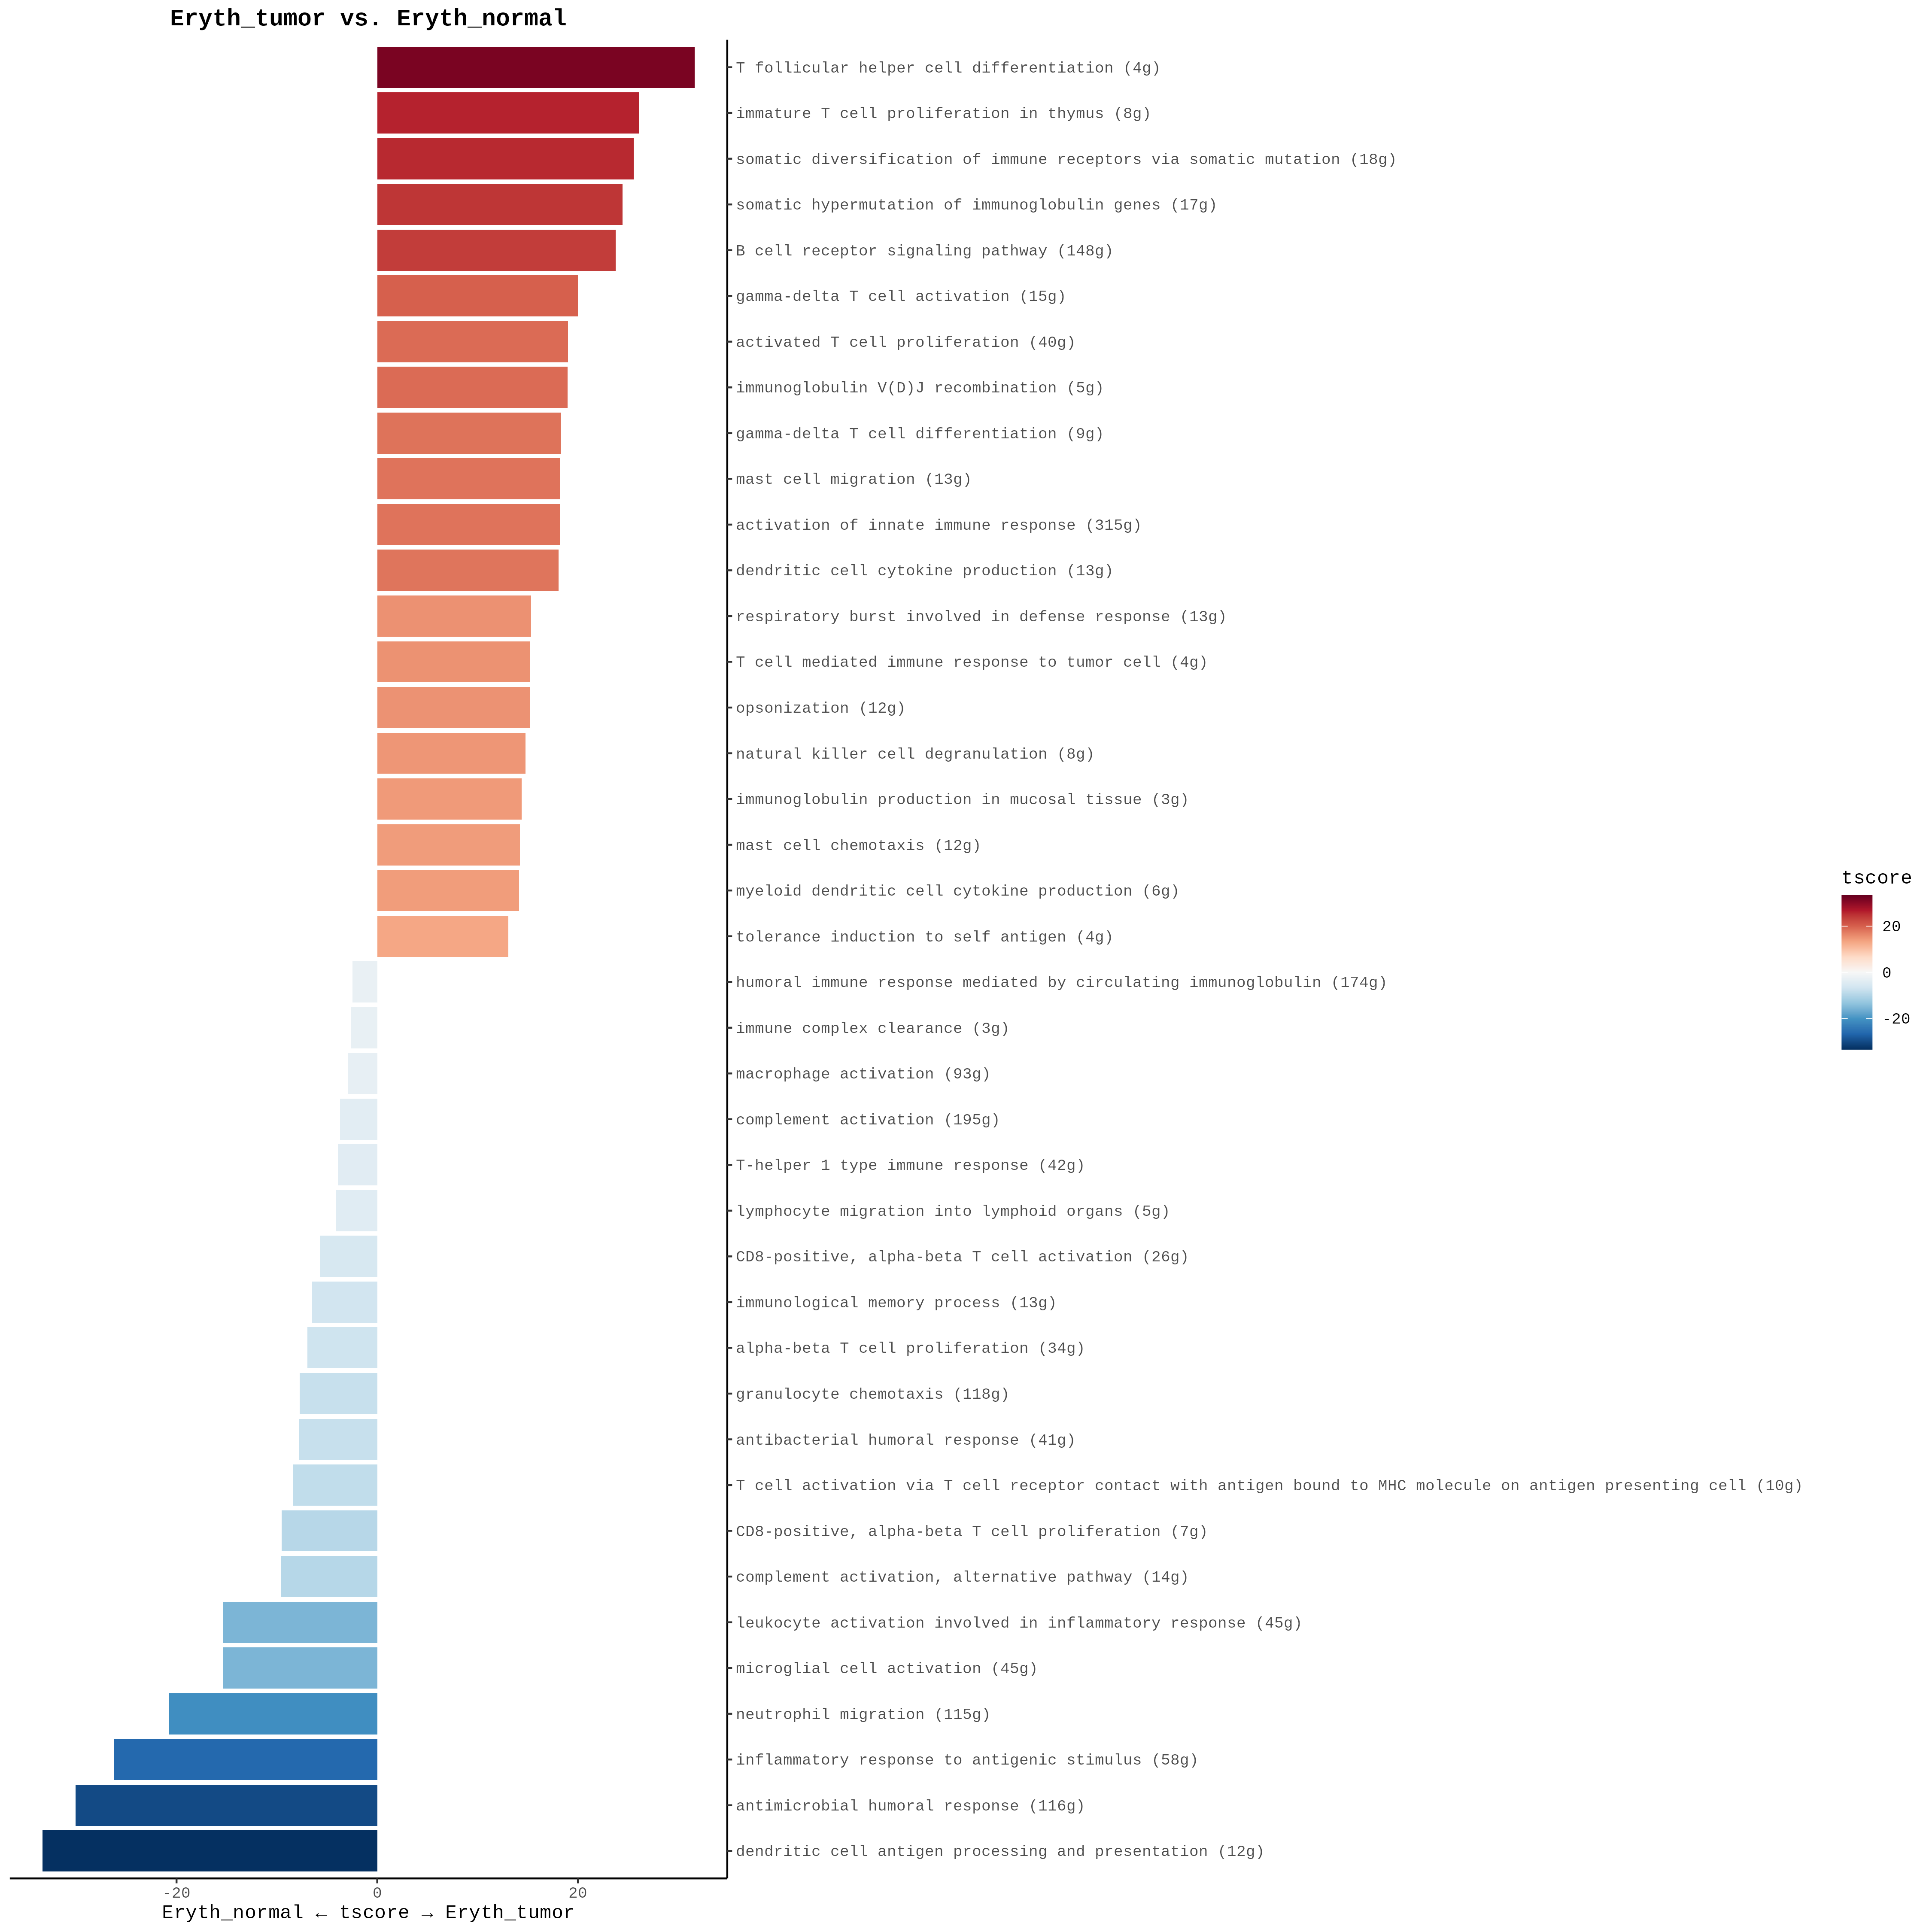 Eryth_tumor vs. Eryth_normal
T follicular helper cell differentiation (4g)
immature T cell proliferation in thymus (8g)
somatic diversification of immune receptors via somatic mutation (18g)
somatic hypermutation of immunoglobulin genes (17g)
B cell receptor signaling pathway (148g)
gamma-delta T cell activation (15g)
activated T cell proliferation (40g)
immunoglobulin V(D)J recombination (5g)
gamma-delta T cell differentiation (9g)
mast cell migration (13g)
activation of innate immune response (315g)
dendritic cell cytokine production (13g)
respiratory burst involved in defense response (13g)
T cell mediated immune response to tumor cell (4g)
opsonization (12g)
natural killer cell degranulation (8g)
immunoglobulin production in mucosal tissue (3g)
mast cell chemotaxis (12g)
myeloid dendritic cell cytokine production (6g)
tolerance induction to self antigen (4g)
humoral immune response mediated by circulating immunoglobulin (174g)
immune complex clearance (3g)
macrophage activation (93g)
complement activation (195g)
T-helper 1 type immune response (42g)
lymphocyte migration into lymphoid organs (5g)
CD8-positive, alpha-beta T cell activation (26g)
immunological memory process (13g)
alpha-beta T cell proliferation (34g)
granulocyte chemotaxis (118g)
antibacterial humoral response (41g)
T cell activation via T cell receptor contact with antigen bound to MHC molecule on antigen presenting cell (10g)
CD8-positive, alpha-beta T cell proliferation (7g)
complement activation, alternative pathway (14g)
leukocyte activation involved in inflammatory response (45g)
microglial cell activation (45g)
neutrophil migration (115g)
inflammatory response to antigenic stimulus (58g)
antimicrobial humoral response (116g)
dendritic cell antigen processing and presentation (12g)
-20 0 20
Eryth_normal ← tscore → Eryth_tumor
tscore
20
0
-20